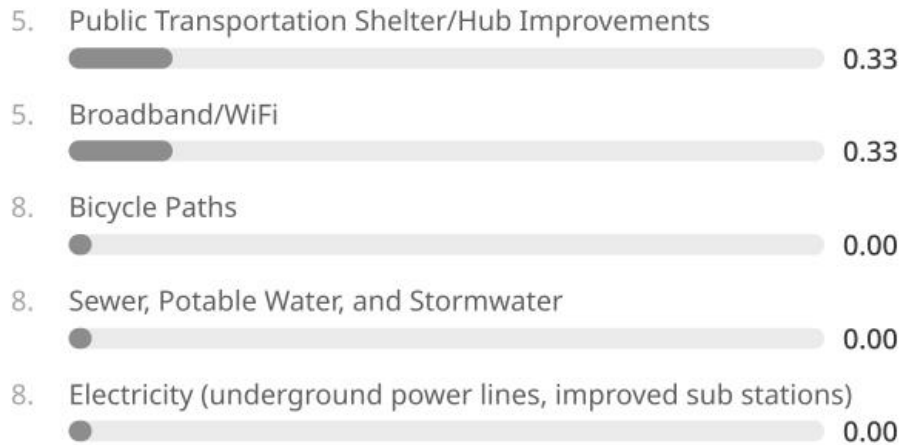 5. Public Transportation Shelter/Hub Improvements
0.33
5. Broadband/WiFi
0.33
8. Bicycle Paths
0.00
8. Sewer, Potable Water, and Stormwater
0.00
8. Electricity (underground power lines, improved sub stations)
0.00